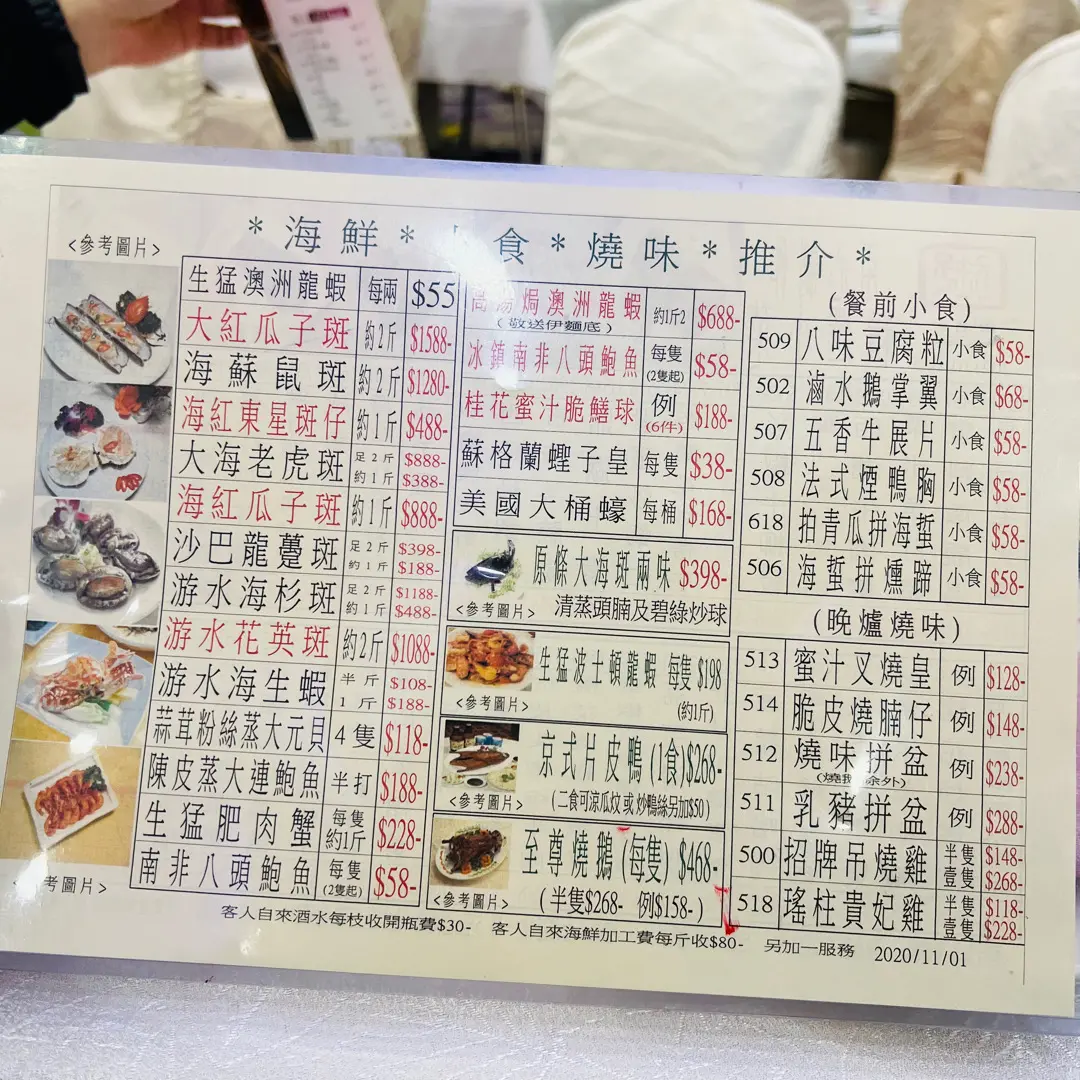 *海鮮*小食*燒味*推介*
<參考圖片>
生猛澳洲龍蝦 每兩 $55
大紅瓜子斑 約2斤 $1588-
海蘇鼠斑 約2斤 $1280-
海紅東星斑仔 約1斤 $488-
大海老虎斑 足2斤 $888-
約1斤 $388-
海紅瓜子斑 約1斤 $888-
沙巴龍躉斑 足2斤 $398-
約1斤 $188-
游水海杉斑 足2斤 $1188-
約1斤 $488-
游水花英斑 約2斤 $1088-
游水海生蝦 半斤 $108-
1斤 $188-
蒜茸粉絲蒸大元貝 4隻 $118-
陳皮蒸大連鮑魚 半打 $188-
生猛肥肉蟹 每隻約1斤 $228-
南非八頭鮑魚 每隻 $58-
(2隻起)
考圖片>
高湯焗澳洲龍蝦 約1斤2 $688-
(敬送伊麵底)
冰鎮南非八頭鮑魚 每隻 $58-
(2隻起)
桂花蜜汁脆鱔球 例 $188-
(6件)
蘇格蘭蟶子皇 每隻 $38-
美國大桶蠔 每桶 $168-
原條大海斑兩味 $398-
<參考圖片> 清蒸頭腩及碧綠炒球
生猛波士頓龍蝦 每隻 $198
<參考圖片> (約1斤)
京式片皮鴨 (1食) $268-
<參考圖片> (二食可涼瓜炆 或 炒鴨絲另加$50)
至尊燒鵝 (每隻) $468-
<參考圖片> (半隻$268- 例$158-)
(餐前小食)
509 八味豆腐粒 小食 $58-
502 滷水鵝掌翼 小食 $68-
507 五香牛展片 小食 $58-
508 法式煙鴨胸 小食 $58-
618 拍青瓜拼海蜇 小食 $58-
506 海蜇拼燻蹄 小食 $58-
(晚爐燒味)
513 蜜汁叉燒皇 例 $128-
514 脆皮燒腩仔 例 $148-
512 燒味拼盆 例 $238-
(燒鵝除外)
511 乳豬拼盆 例 $288-
500 招牌吊燒雞 半隻 $148-
壹隻 $268-
518 瑤柱貴妃雞 半隻 $118-
壹隻 $228-
客人自來酒水每枝收開瓶費$30- 客人自來海鮮加工費每斤收$80- 另加一服務 2020/11/01